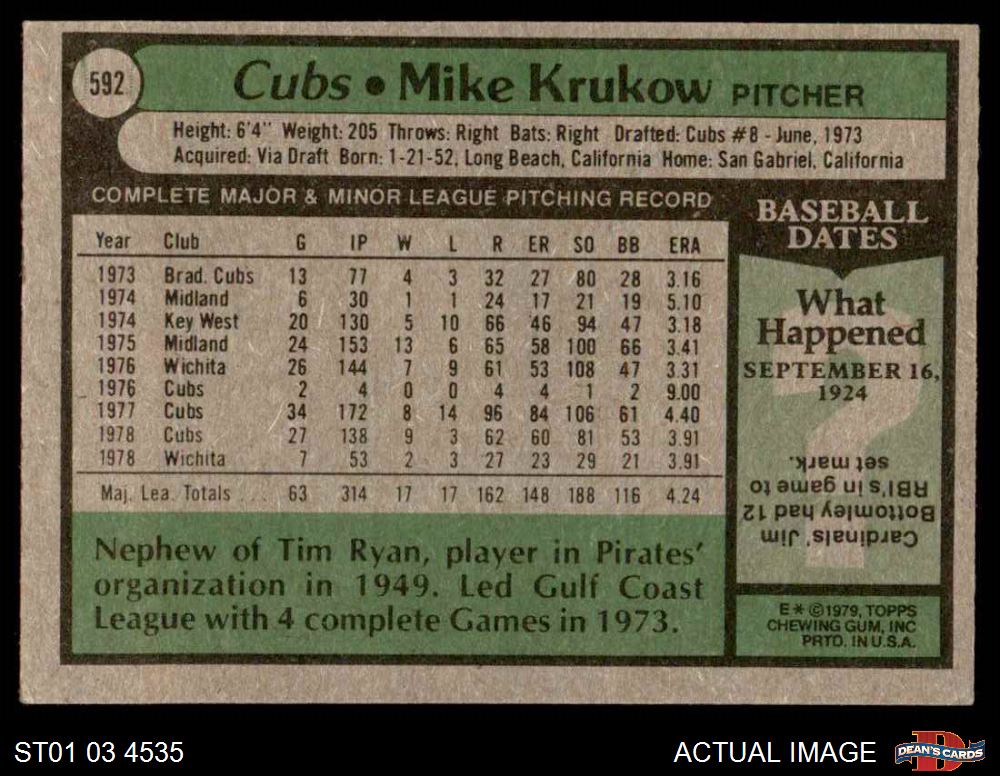 592
Cubs • Mike Krukow PITCHER
Height: 6'4" Weight: 205 Throws: Right Bats: Right Drafted: Cubs #8 - June, 1973
Acquired: Via Draft Born: 1-21-52, Long Beach, California Home: San Gabriel, California
COMPLETE MAJOR & MINOR LEAGUE PITCHING RECORD
Year Club G IP W L R ER SO BB ERA
1973 Brad. Cubs 13 77 4 3 32 27 80 28 3.16
1974 Midland 6 30 1 1 24 17 21 19 5.10
1974 Key West 20 130 5 10 66 46 94 47 3.18
1975 Midland 24 153 13 6 65 58 100 66 3.41
1976 Wichita 26 144 7 9 61 53 108 47 3.31
1976 Cubs 2 4 0 0 4 4 1 2 9.00
1977 Cubs 34 172 8 14 96 84 106 61 4.40
1978 Cubs 27 138 9 3 62 60 81 53 3.91
1978 Wichita 7 53 2 3 27 23 29 21 3.91
Maj. Lea. Totals ... 63 314 17 17 162 148 188 116 4.24
Nephew of Tim Ryan, player in Pirates'
organization in 1949. Led Gulf Coast
League with 4 complete Games in 1973.
BASEBALL
DATES
What
Happened
SEPTEMBER 16,
1924
?
Cardinals' Jim
Bottomley had 12
RBI's in game to
set mark.
E * © 1979, TOPPS
CHEWING GUM, INC
PRTD. IN U.S.A.
ST01 03 4535
ACTUAL IMAGE
DEAN'S CARDS